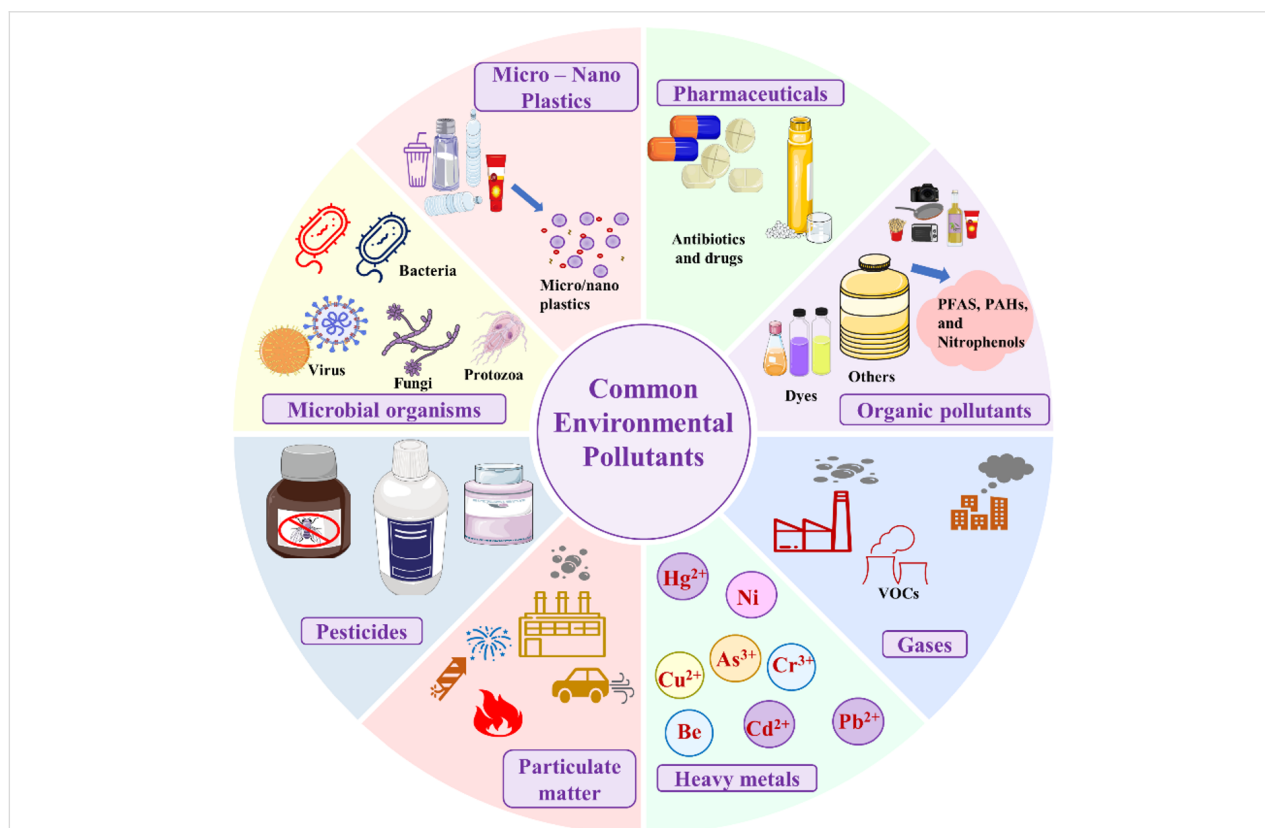 Micro – Nano
Plastics
Micro/nano
plastics
Pharmaceuticals
Antibiotics
and drugs
PFAS, PAHs,
and
Nitrophenols
Others
Dyes
Organic pollutants
Bacteria
Virus
Fungi
Protozoa
Microbial organisms
Common
Environmental
Pollutants
VOCs
Gases
Pesticides
Particulate
matter
Hg²⁺
Ni
As³⁺
Cr³⁺
Cu²⁺
Be
Cd²⁺
Pb²⁺
Heavy metals